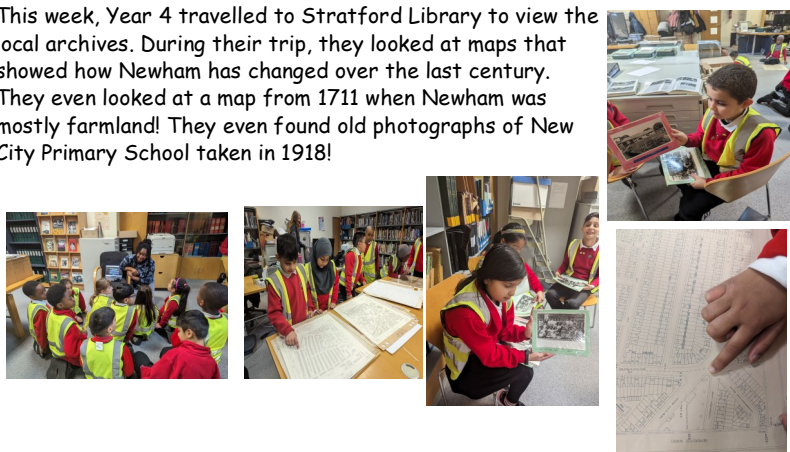 This week, Year 4 travelled to Stratford Library to view the
local archives. During their trip, they looked at maps that
showed how Newham has changed over the last century.
They even looked at a map from 1711 when Newham was
mostly farmland! They even found old photographs of New
City Primary School taken in 1918!